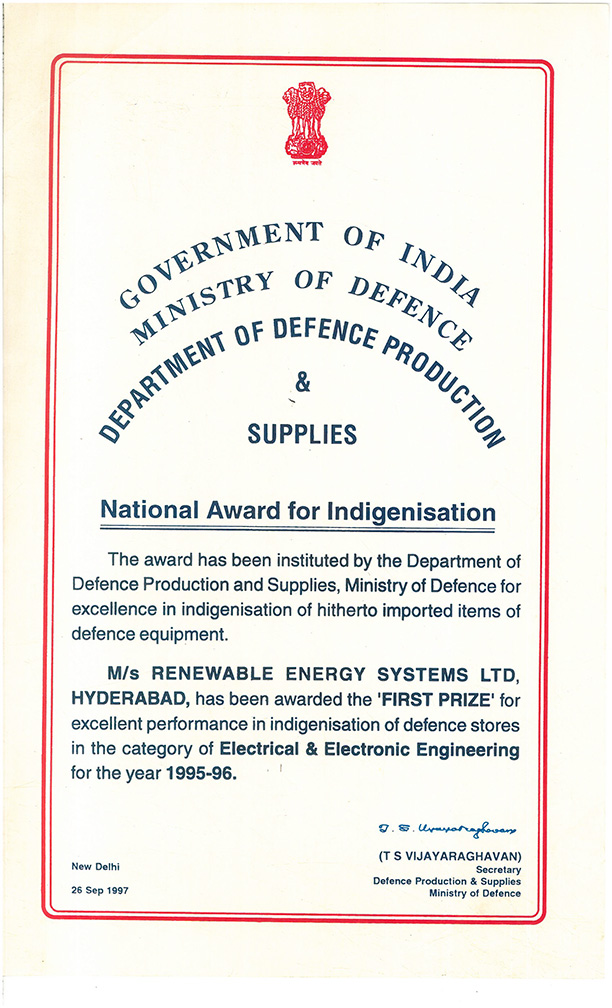 सत्यमेव जयते
GOVERNMENT OF INDIA
MINISTRY OF DEFENCE
DEPARTMENT OF DEFENCE PRODUCTION
&
SUPPLIES
National Award for Indigenisation
The award has been instituted by the Department of
Defence Production and Supplies, Ministry of Defence for
excellence in indigenisation of hitherto imported items of
defence equipment.
M/s RENEWABLE ENERGY SYSTEMS LTD,
HYDERABAD, has been awarded the 'FIRST PRIZE' for
excellent performance in indigenisation of defence stores
in the category of Electrical & Electronic Engineering
for the year 1995-96.
T. S. Vijayaraghavan
(T S VIJAYARAGHAVAN)
Secretary
Defence Production & Supplies
Ministry of Defence
New Delhi
26 Sep 1997